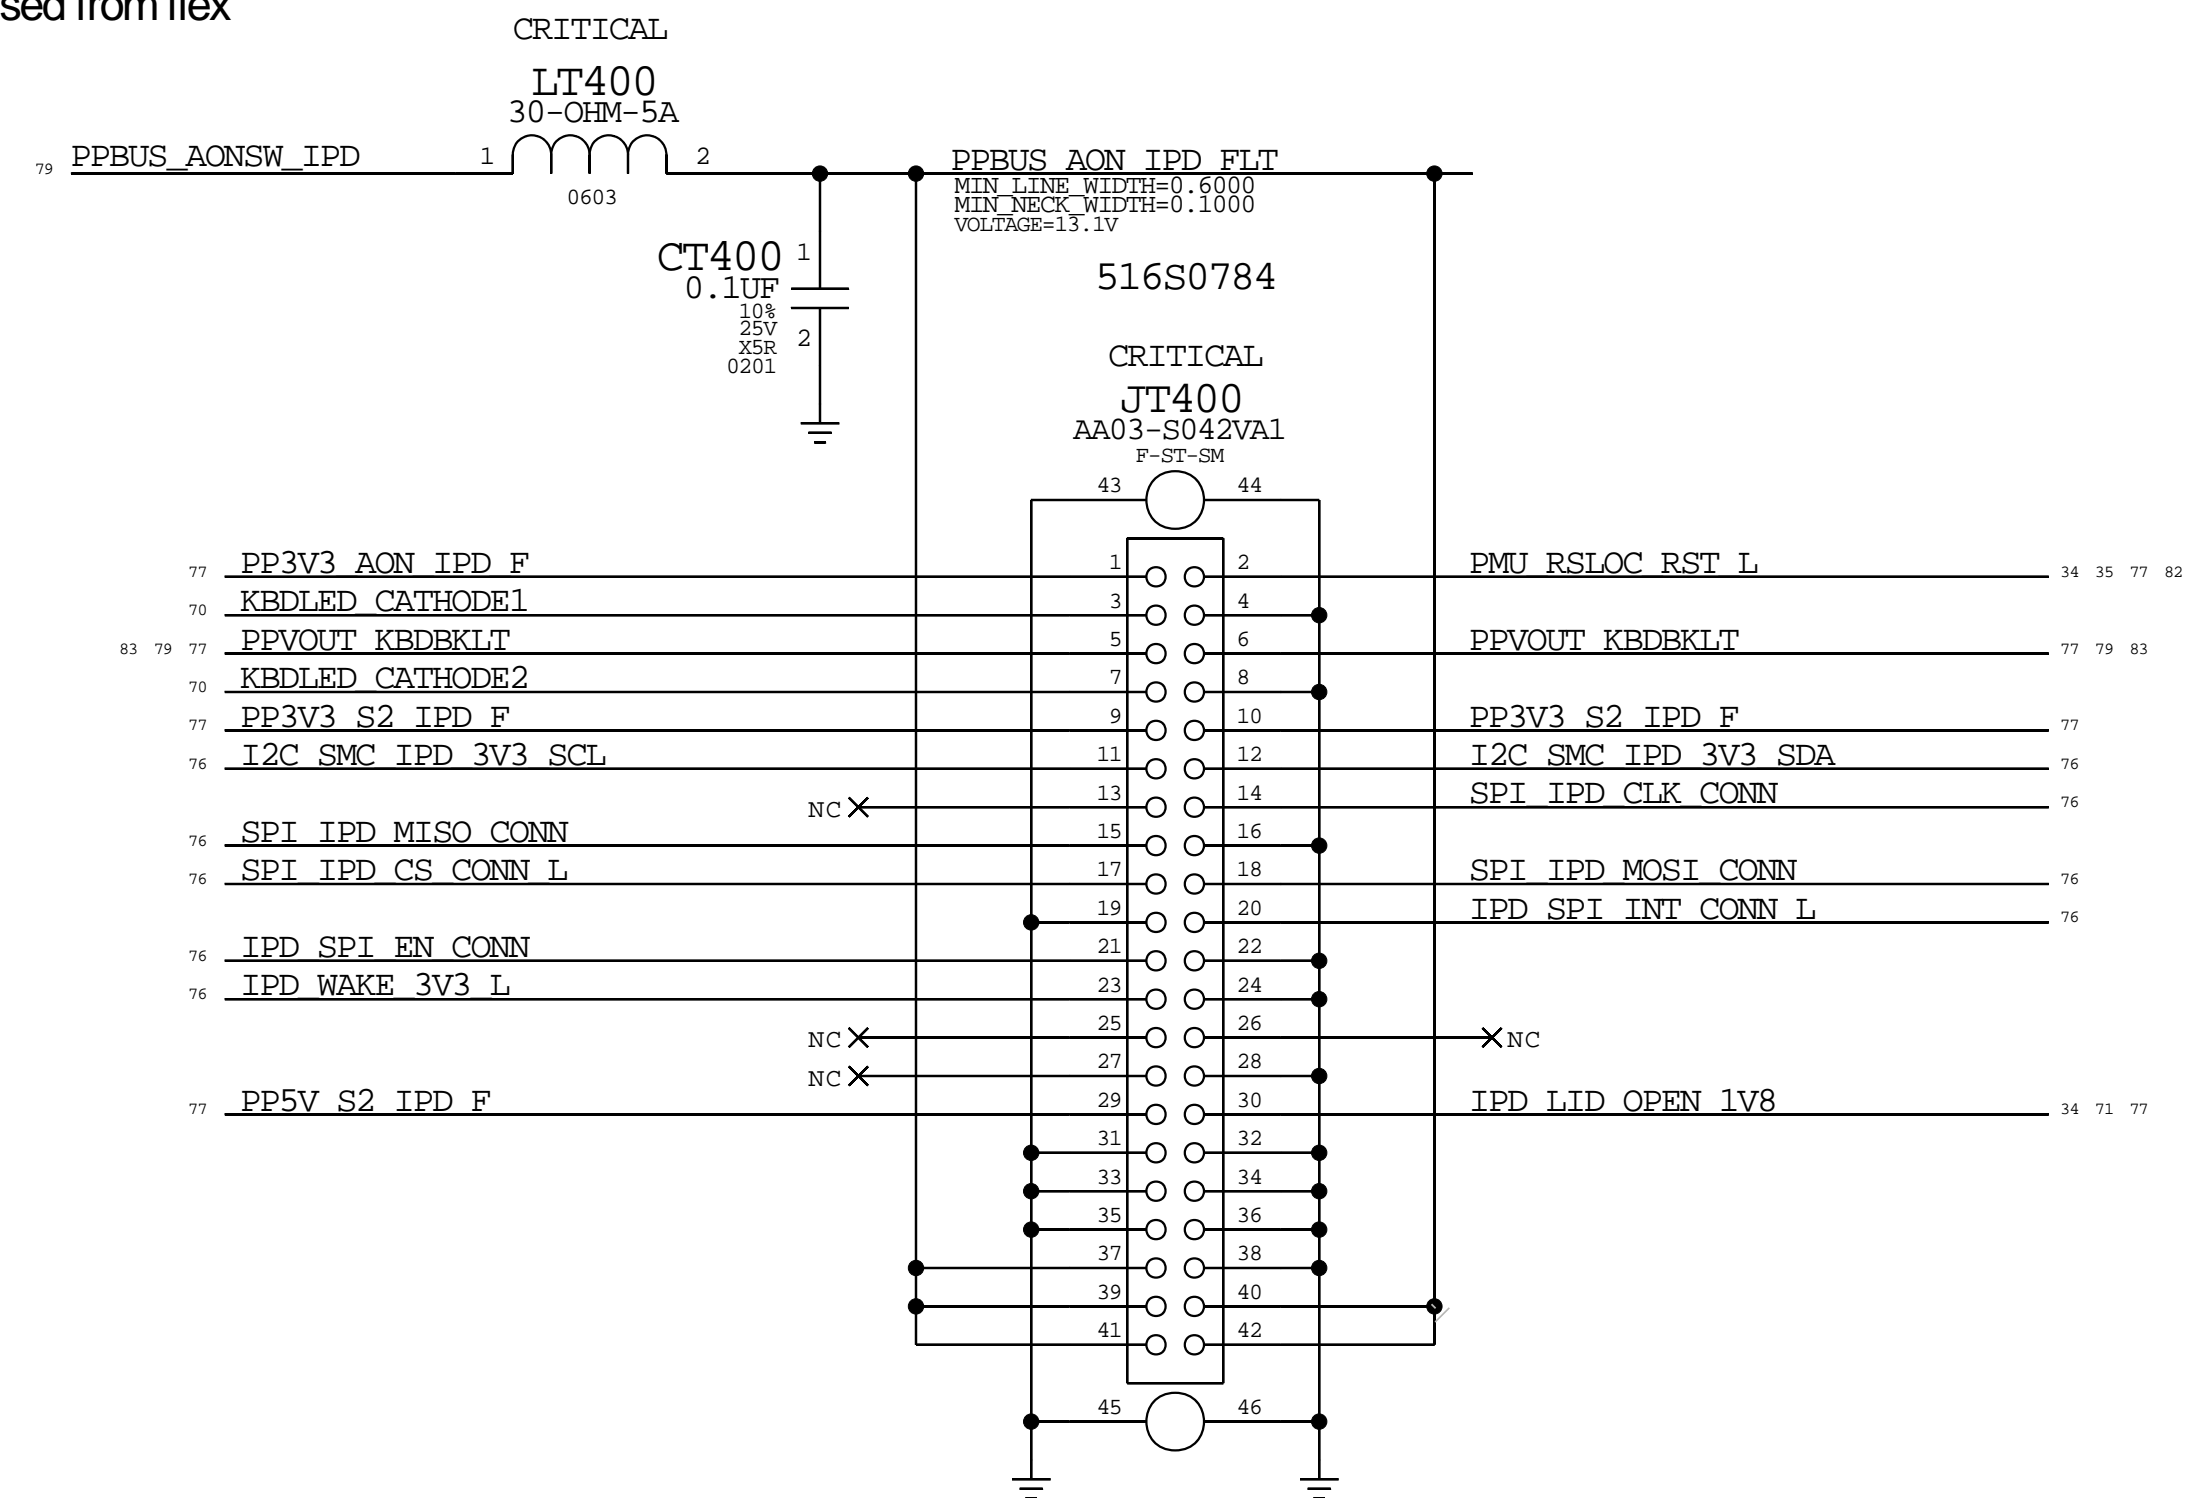 sed from flex
CRITICAL
LT400
30-OHM-5A
79 PPBUS_AONSW_IPD 1 2
0603
PPBUS_AON_IPD_FLT
MIN_LINE_WIDTH=0.6000
MIN_NECK_WIDTH=0.1000
VOLTAGE=13.1V
CT400 1
0.1UF
10%
25V
X5R 2
0201
516S0784
CRITICAL
JT400
AA03-S042VA1
F-ST-SM
43 44
77 PP3V3_AON_IPD_F 1 2 PMU_RSLOC_RST_L 34 35 77 82
70 KBDLED_CATHODE1 3 4
83 79 77 PPVOUT_KBDBKLT 5 6 PPVOUT_KBDBKLT 77 79 83
70 KBDLED_CATHODE2 7 8
77 PP3V3_S2_IPD_F 9 10 PP3V3_S2_IPD_F 77
76 I2C_SMC_IPD_3V3_SCL 11 12 I2C_SMC_IPD_3V3_SDA 76
NC 13 14 SPI_IPD_CLK_CONN 76
76 SPI_IPD_MISO_CONN 15 16
76 SPI_IPD_CS_CONN_L 17 18 SPI_IPD_MOSI_CONN 76
19 20 IPD_SPI_INT_CONN_L 76
76 IPD_SPI_EN_CONN 21 22
76 IPD_WAKE_3V3_L 23 24
NC 25 26 NC
NC 27 28
77 PP5V_S2_IPD_F 29 30 IPD_LID_OPEN_1V8 34 71 77
31 32
33 34
35 36
37 38
39 40
41 42
45 46